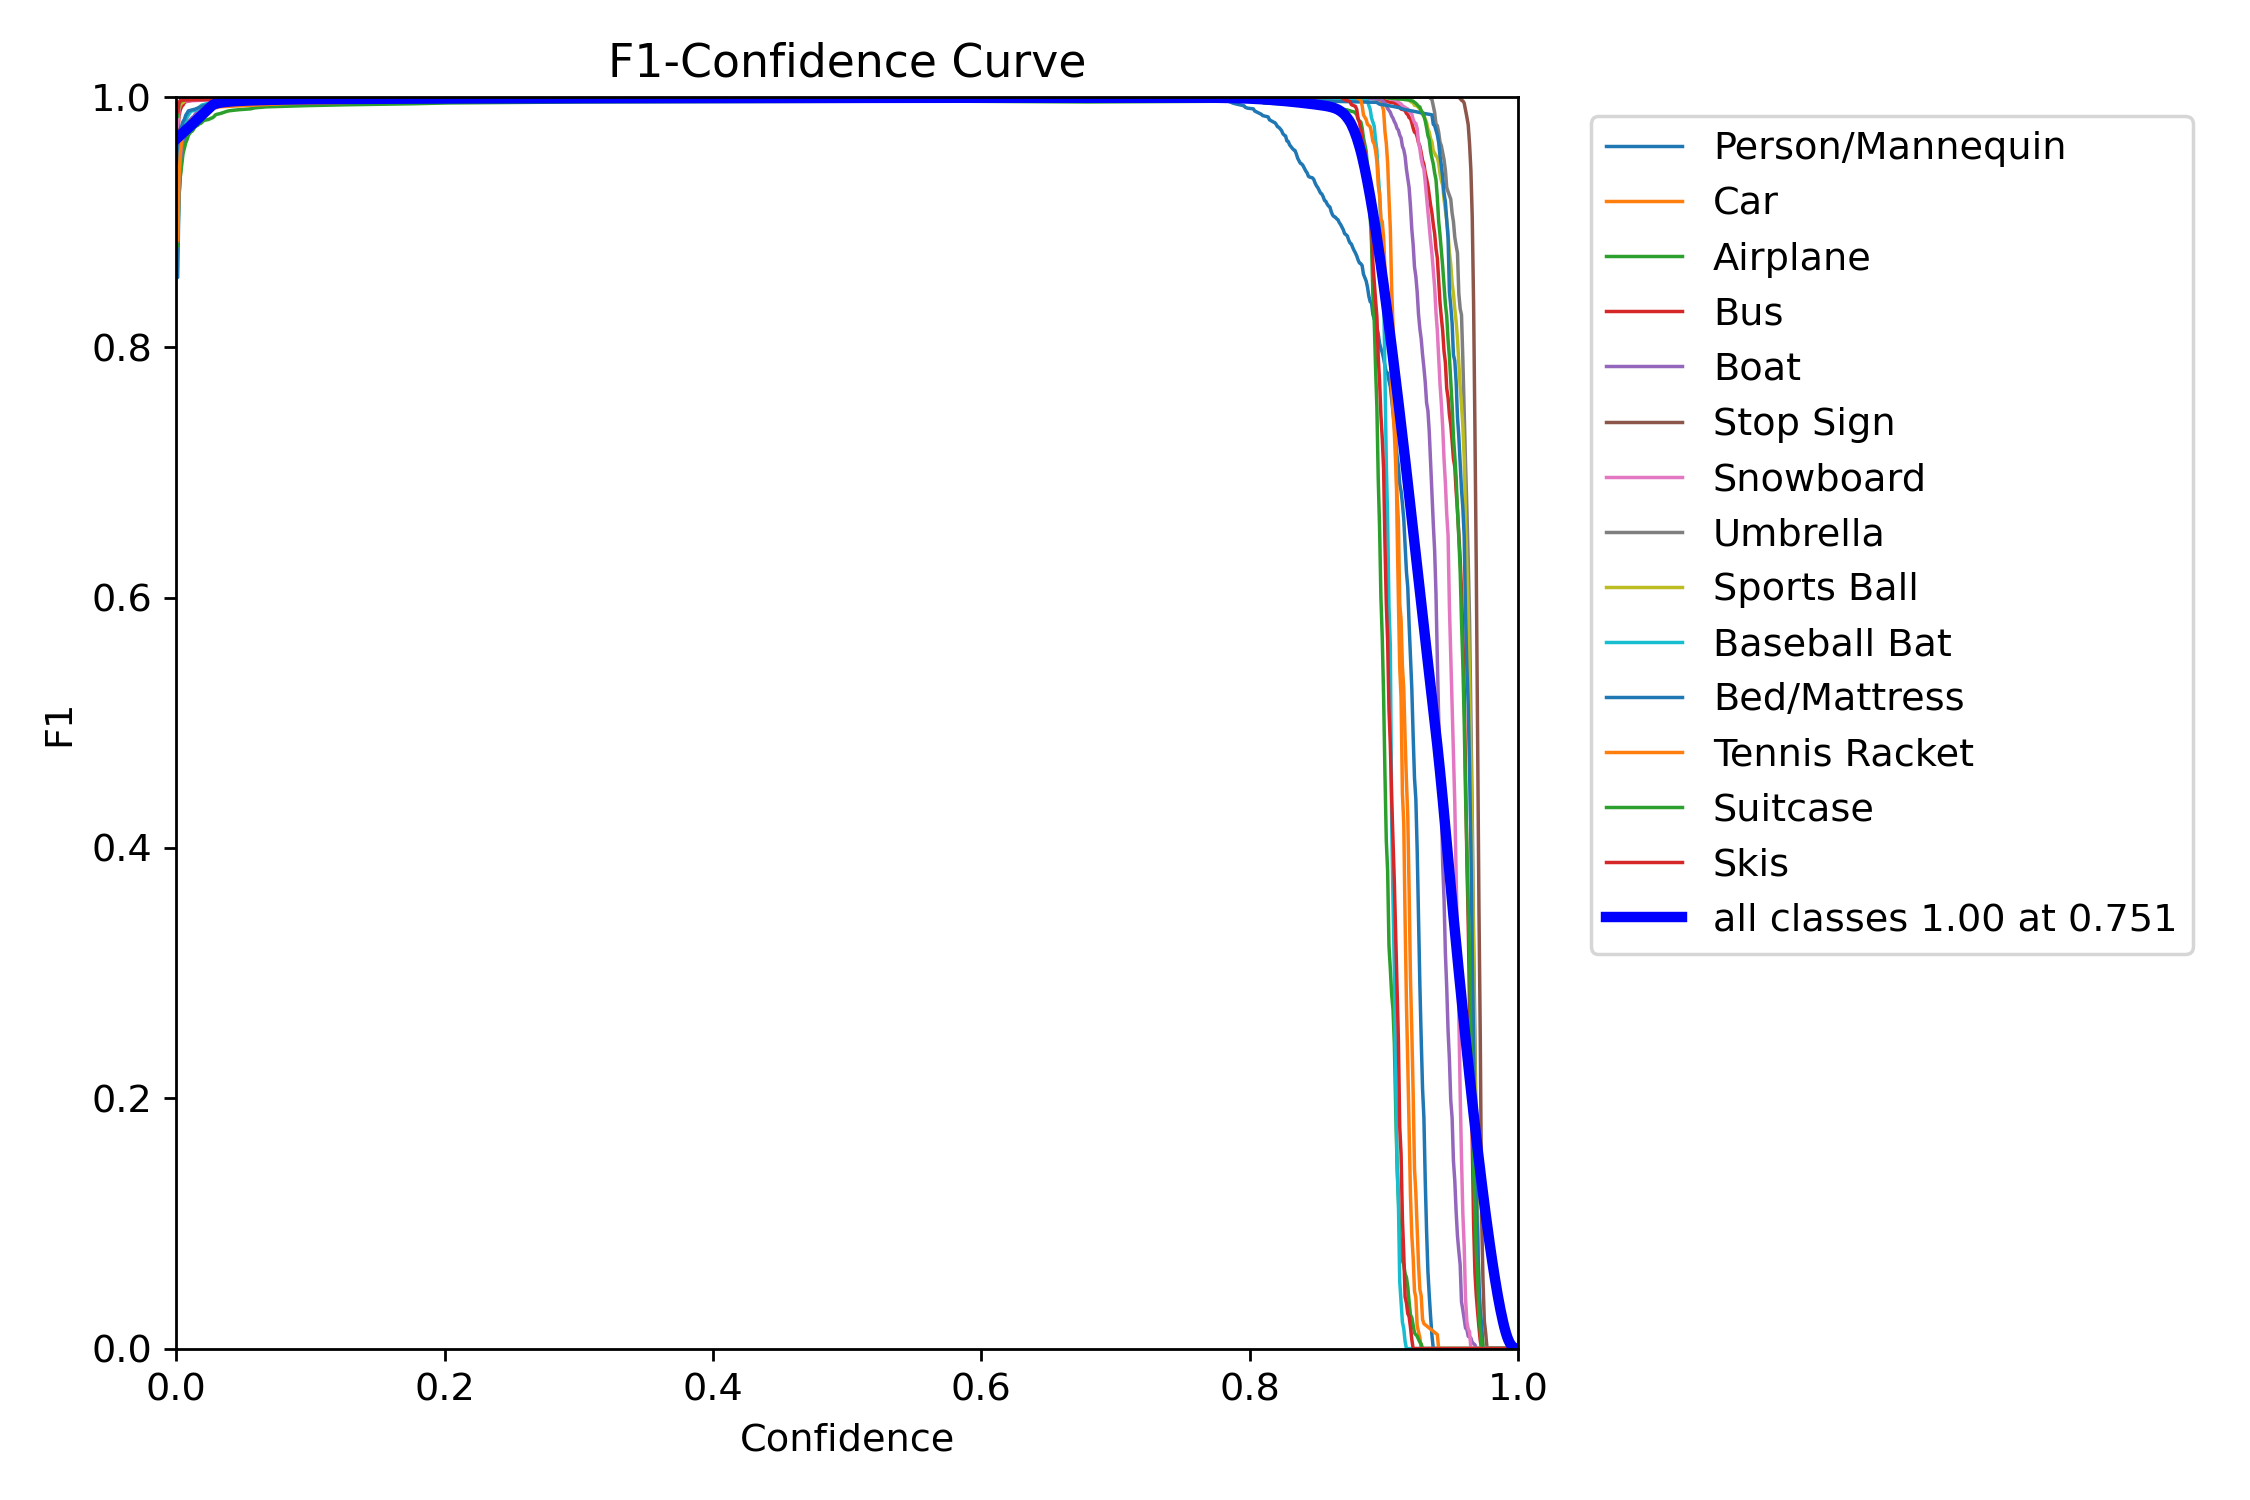 F1-Confidence Curve
1.0
0.8
0.6
0.4
0.2
0.0
F1
0.0 0.2 0.4 0.6 0.8 1.0
Confidence
Person/Mannequin
Car
Airplane
Bus
Boat
Stop Sign
Snowboard
Umbrella
Sports Ball
Baseball Bat
Bed/Mattress
Tennis Racket
Suitcase
Skis
all classes 1.00 at 0.751